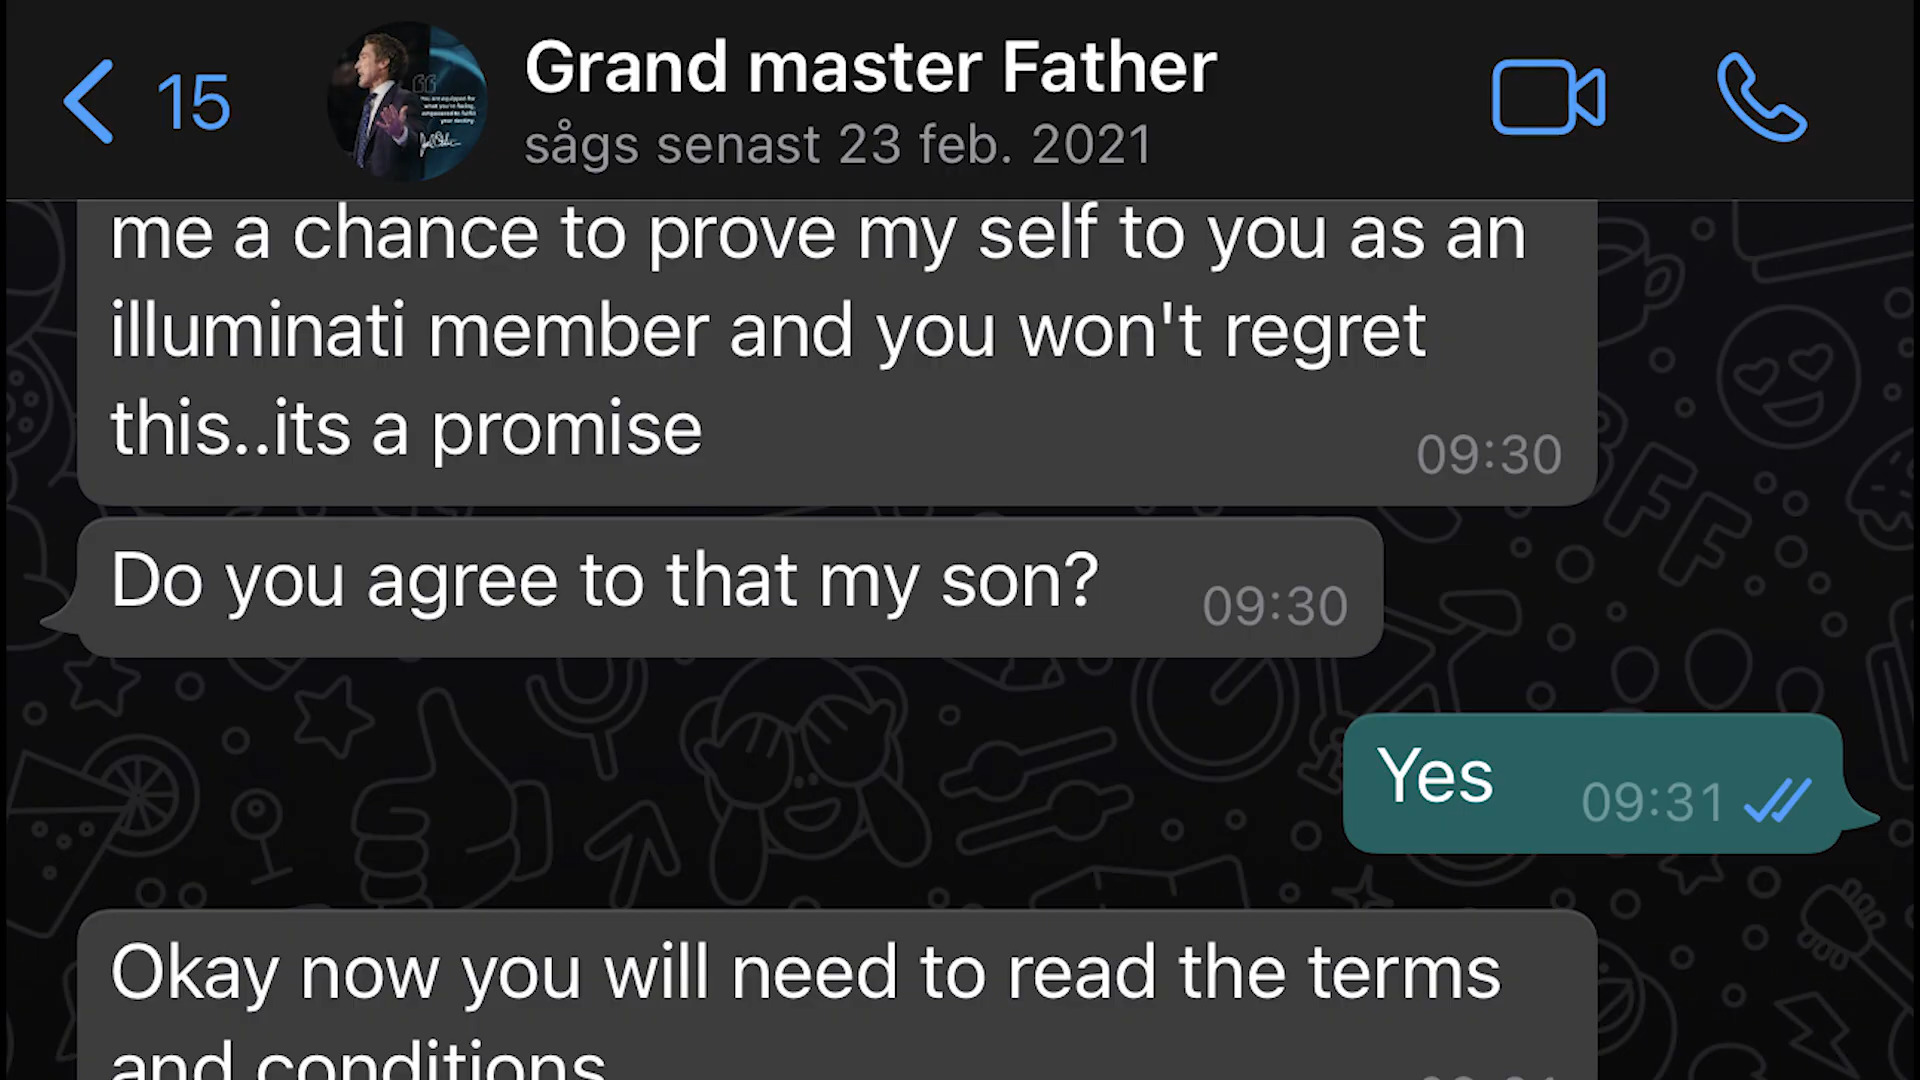 15
Grand master Father
sågs senast 23 feb. 2021
me a chance to prove my self to you as an
illuminati member and you won't regret
this..its a promise
09:30
Do you agree to that my son?
09:30
Yes
09:31
Okay now you will need to read the terms
and conditions